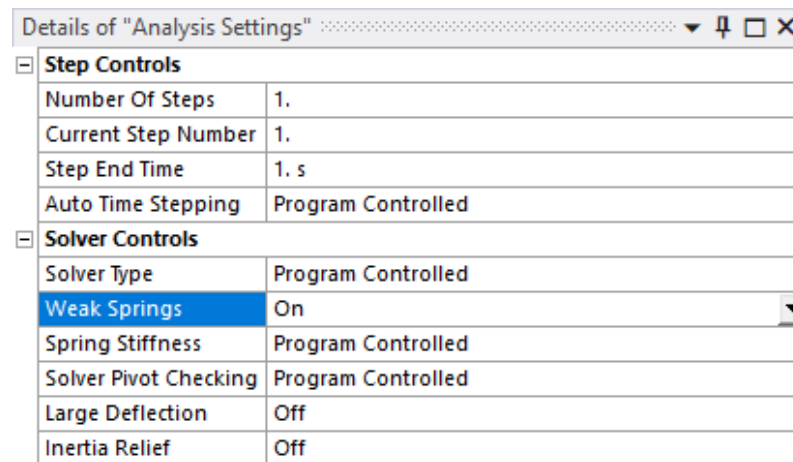 Details of "Analysis Settings"
Step Controls
Number Of Steps 1.
Current Step Number 1.
Step End Time 1. s
Auto Time Stepping Program Controlled
Solver Controls
Solver Type Program Controlled
Weak Springs On
Spring Stiffness Program Controlled
Solver Pivot Checking Program Controlled
Large Deflection Off
Inertia Relief Off